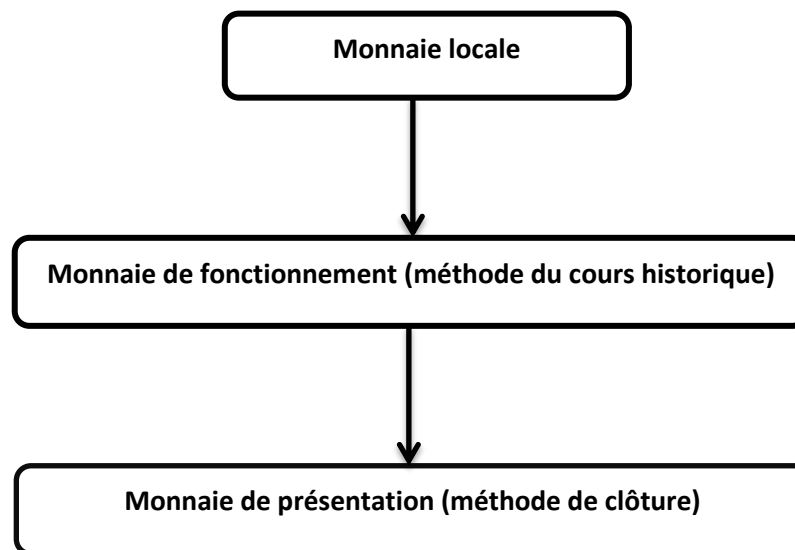 Monnaie locale
Monnaie de fonctionnement (méthode du cours historique)
Monnaie de présentation (méthode de clôture)